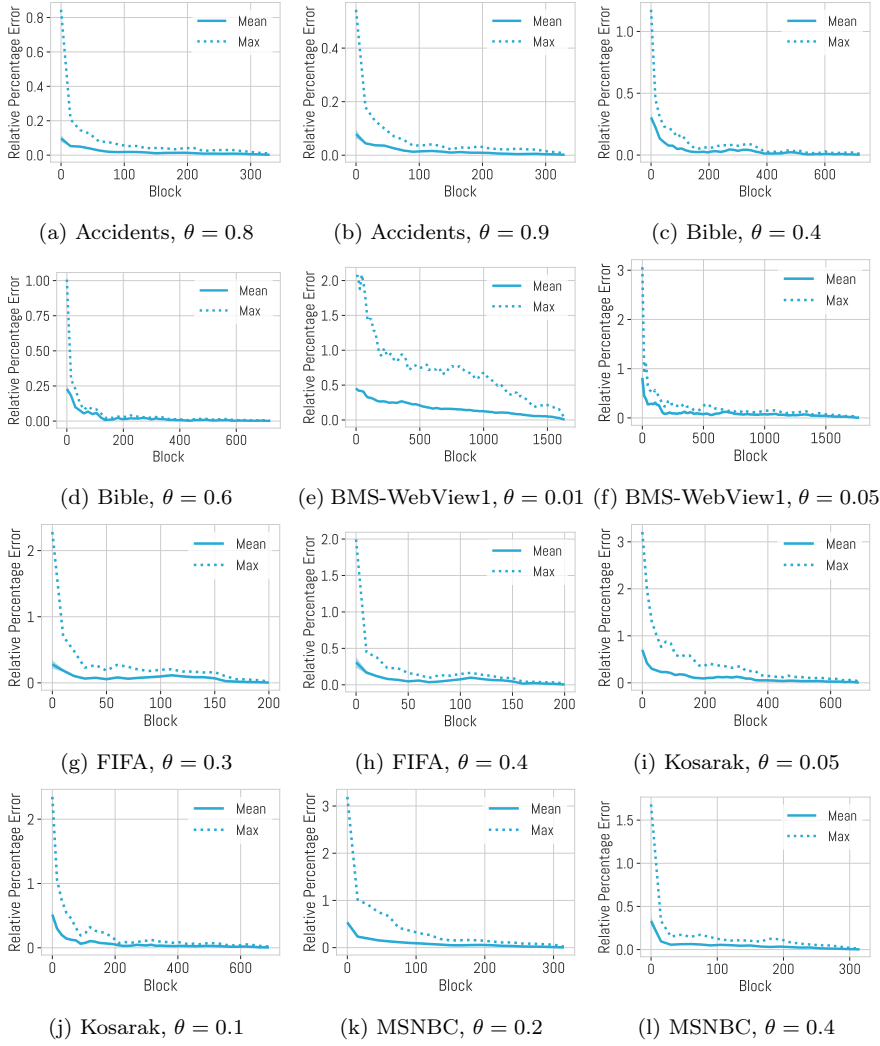 Relative Percentage Error
0.8
0.6
0.4
0.2
0.0
Mean
Max
0
100
200
300
Block
Relative Percentage Error
0.4
0.2
0.0
Mean
Max
0
100
200
300
Block
Relative Percentage Error
1.0
0.5
0.0
Mean
Max
0
200
400
600
Block
(a) Accidents, θ = 0.8
(b) Accidents, θ = 0.9
(c) Bible, θ = 0.4
Relative Percentage Error
1.00
0.75
0.50
0.25
0.00
Mean
Max
0
200
400
600
Block
Relative Percentage Error
2.0
1.5
1.0
0.5
0.0
Mean
Max
0
500
1000
1500
Block
Relative Percentage Error
3
2
1
0
Mean
Max
0
500
1000
1500
Block
(d) Bible, θ = 0.6
(e) BMS-WebView1, θ = 0.01
(f) BMS-WebView1, θ = 0.05
Relative Percentage Error
2
1
0
Mean
Max
0
50
100
150
200
Block
Relative Percentage Error
2.0
1.5
1.0
0.5
0.0
Mean
Max
0
50
100
150
200
Block
Relative Percentage Error
3
2
1
0
Mean
Max
0
200
400
600
Block
(g) FIFA, θ = 0.3
(h) FIFA, θ = 0.4
(i) Kosarak, θ = 0.05
Relative Percentage Error
2
1
0
Mean
Max
0
200
400
600
Block
Relative Percentage Error
3
2
1
0
Mean
Max
0
100
200
300
Block
Relative Percentage Error
1.5
1.0
0.5
0.0
Mean
Max
0
100
200
300
Block
(j) Kosarak, θ = 0.1
(k) MSNBC, θ = 0.2
(l) MSNBC, θ = 0.4